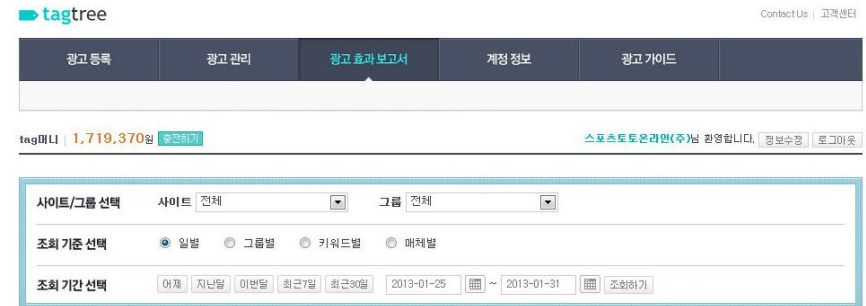 tagtree
Contact Us | 고객센터
광고 등록 광고 관리 광고 효과 보고서 계정 정보 광고 가이드
tag머니 | 1,719,370원 충전하기 스포츠토토온라인(주)님 환영합니다. 정보수정 로그아웃
사이트/그룹 선택 사이트 전체 그룹 전체
조회 기준 선택 일별 그룹별 키워드별 매체별
조회 기간 선택 어제 지난달 이번달 최근7일 최근30일 2013-01-25 ~ 2013-01-31 조회하기